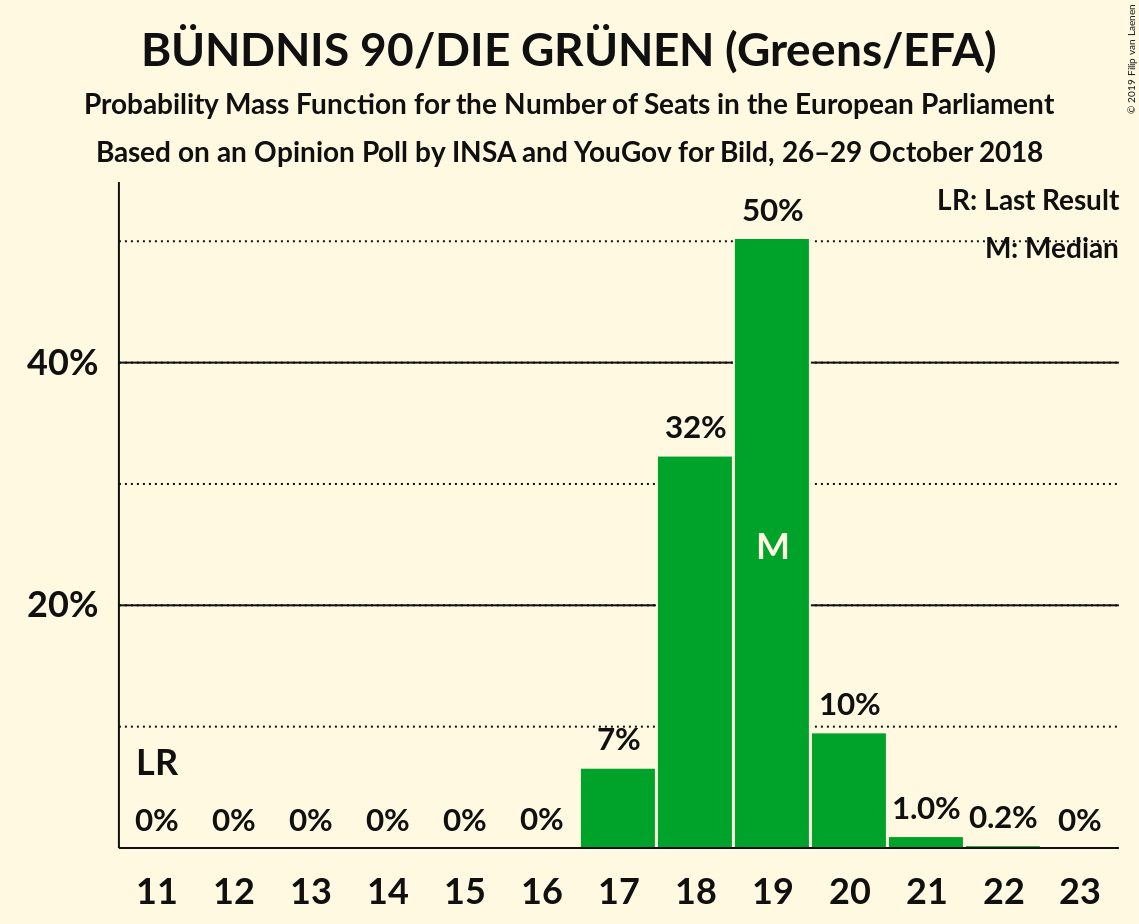 BÜNDNIS 90/DIE GRÜNEN (Greens/EFA)
Probability Mass Function for the Number of Seats in the European Parliament
Based on an Opinion Poll by INSA and YouGov for Bild, 26–29 October 2018
© 2019 Filip van Laenen
LR: Last Result
M: Median
50%
40%
32%
M
20%
10%
7%
LR
0% 0% 0% 0% 0% 0% 1.0% 0.2% 0%
11 12 13 14 15 16 17 18 19 20 21 22 23